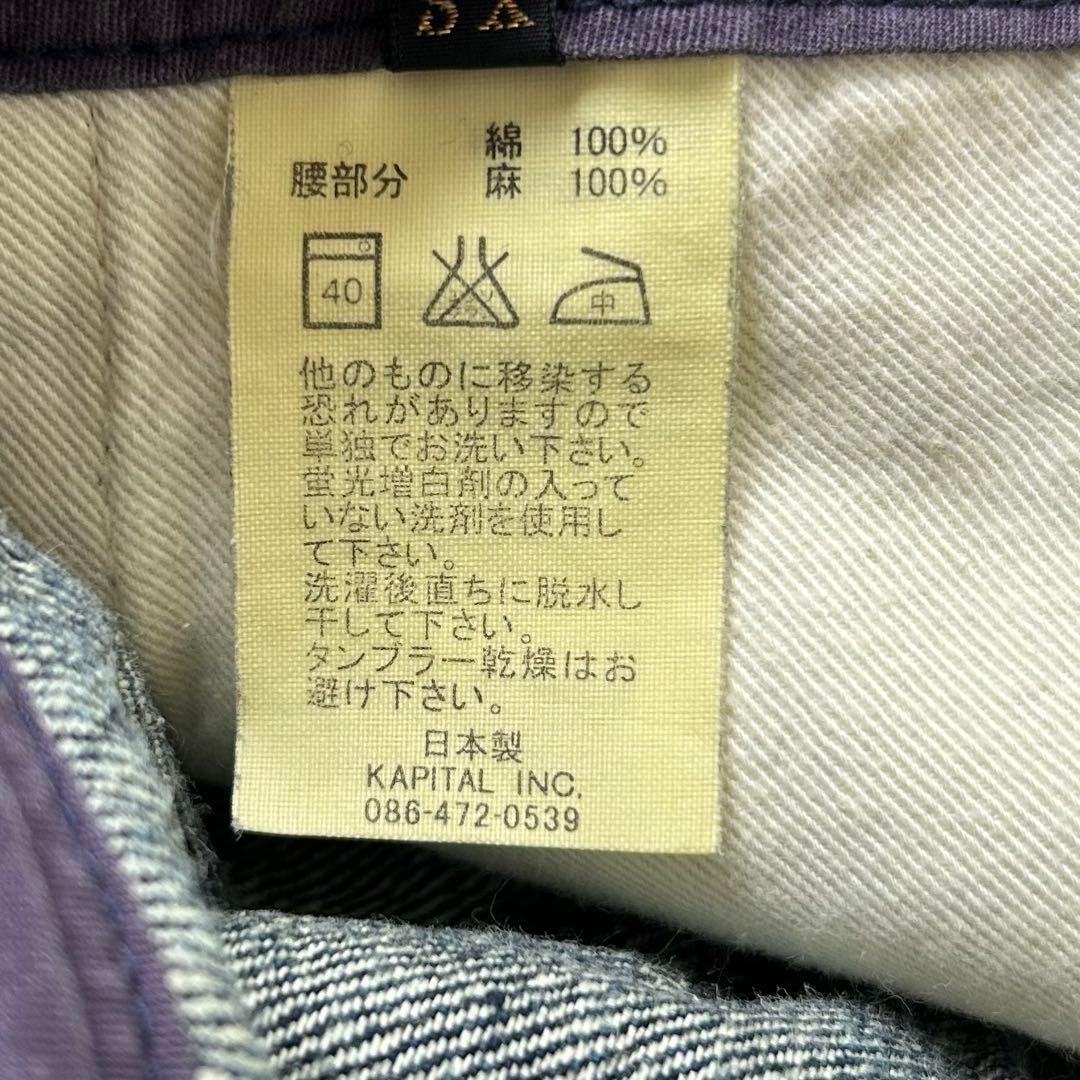 綿 100%
腰部分 麻 100%
40
中
他のものに移染する
恐れがありますので
単独でお洗い下さい。
蛍光増白剤の入って
いない洗剤を使用し
て下さい。
洗濯後直ちに脱水し
干して下さい。
タンブラー乾燥はお
避け下さい。
日本製
KAPITAL INC.
086-472-0539